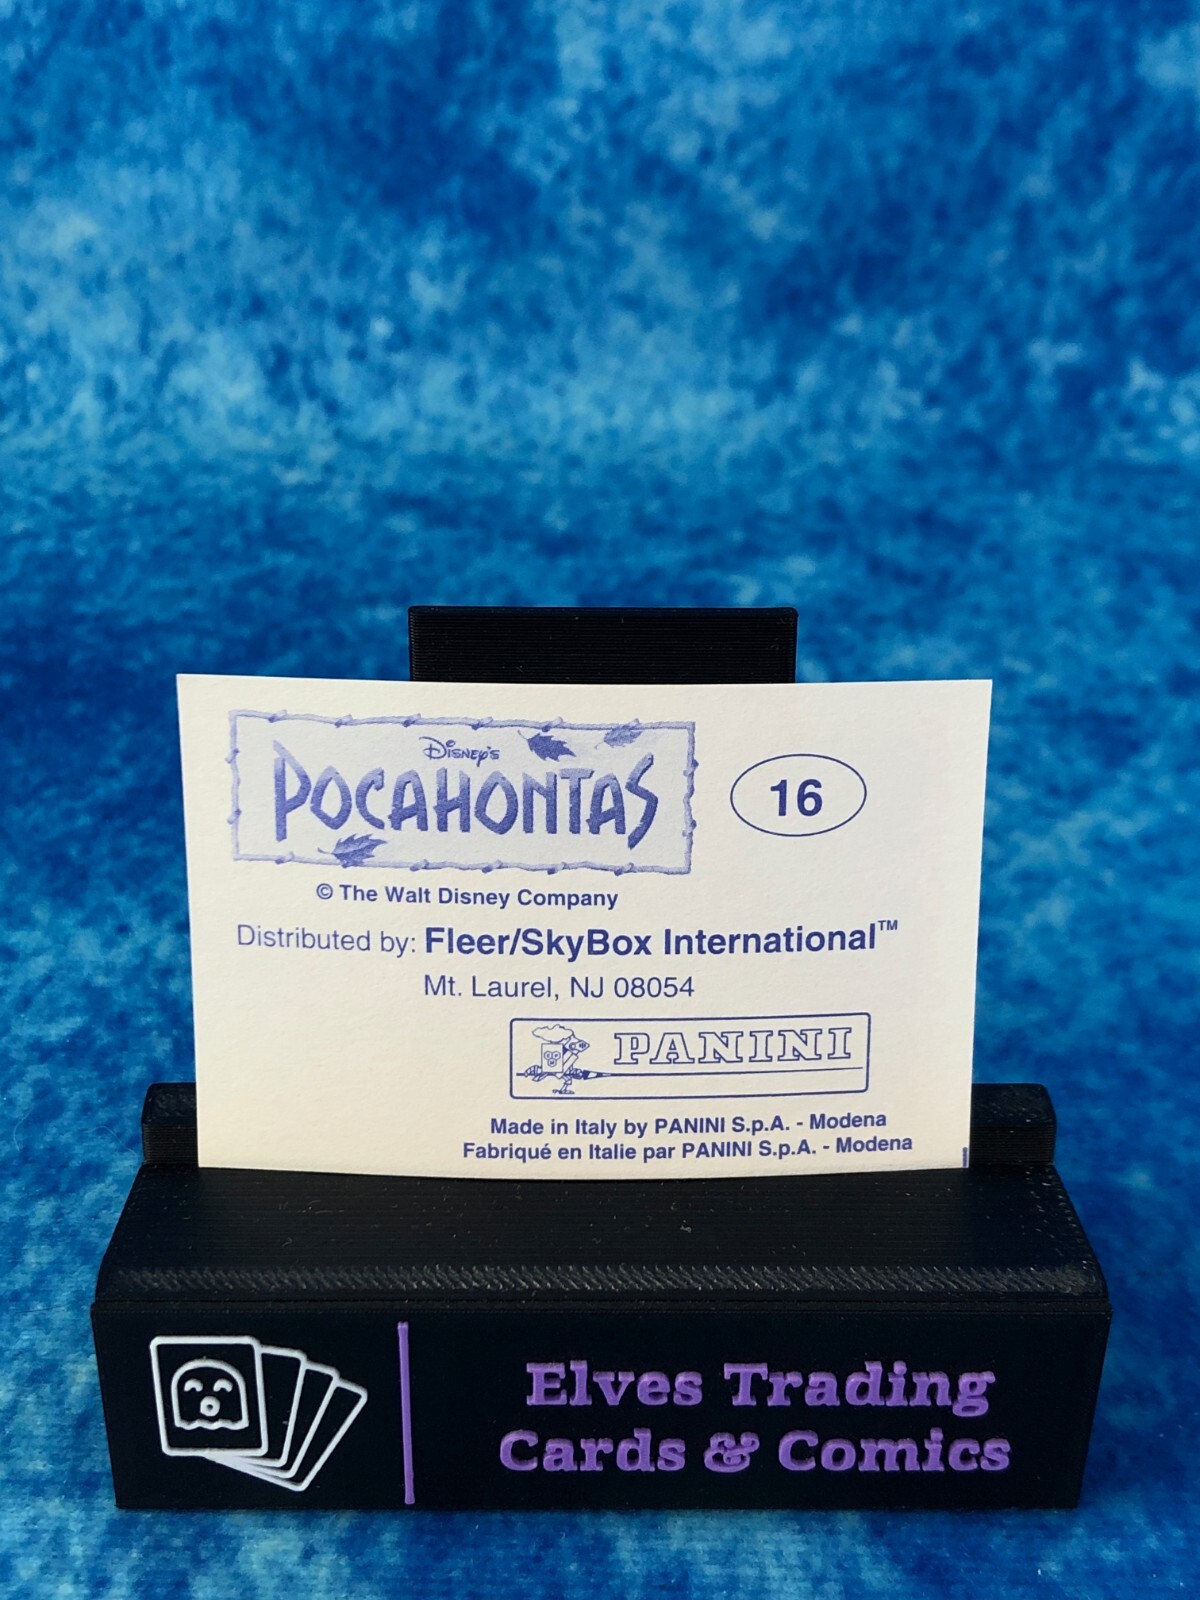 Disney's
POCAHONTAS
16
© The Walt Disney Company
Distributed by: Fleer/SkyBox International™
Mt. Laurel, NJ 08054
PANINI
Made in Italy by PANINI S.p.A. - Modena
Fabriqué en Italie par PANINI S.p.A. - Modena
Elves Trading
Cards & Comics